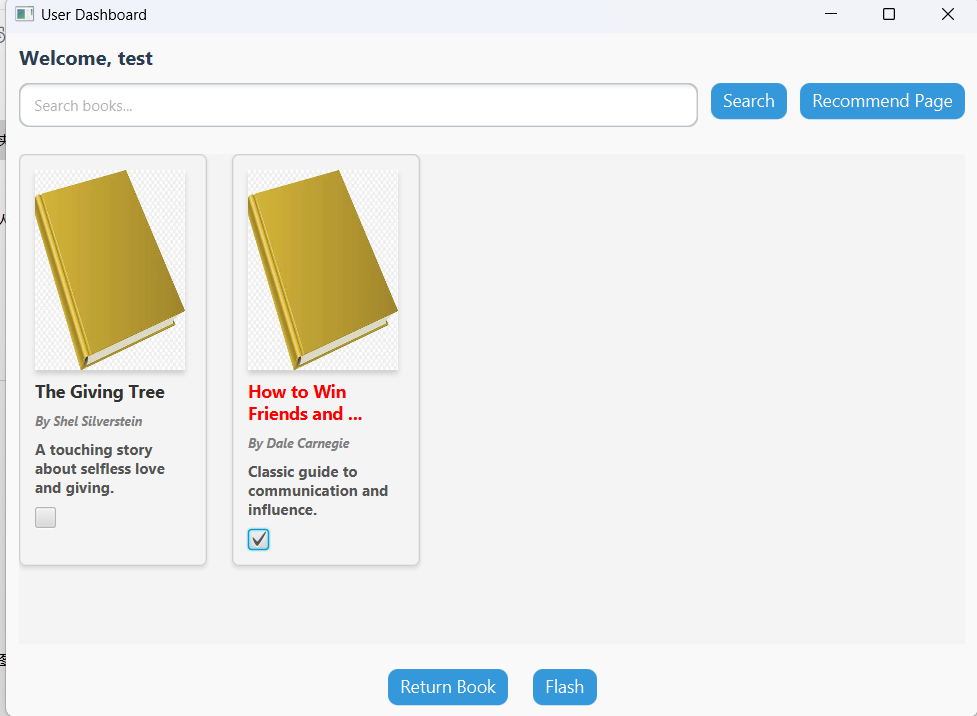 User Dashboard
Welcome, test
Search books...
Search
Recommend Page
The Giving Tree
By Shel Silverstein
A touching story
about selfless love
and giving.
How to Win
Friends and ...
By Dale Carnegie
Classic guide to
communication and
influence.
Return Book
Flash